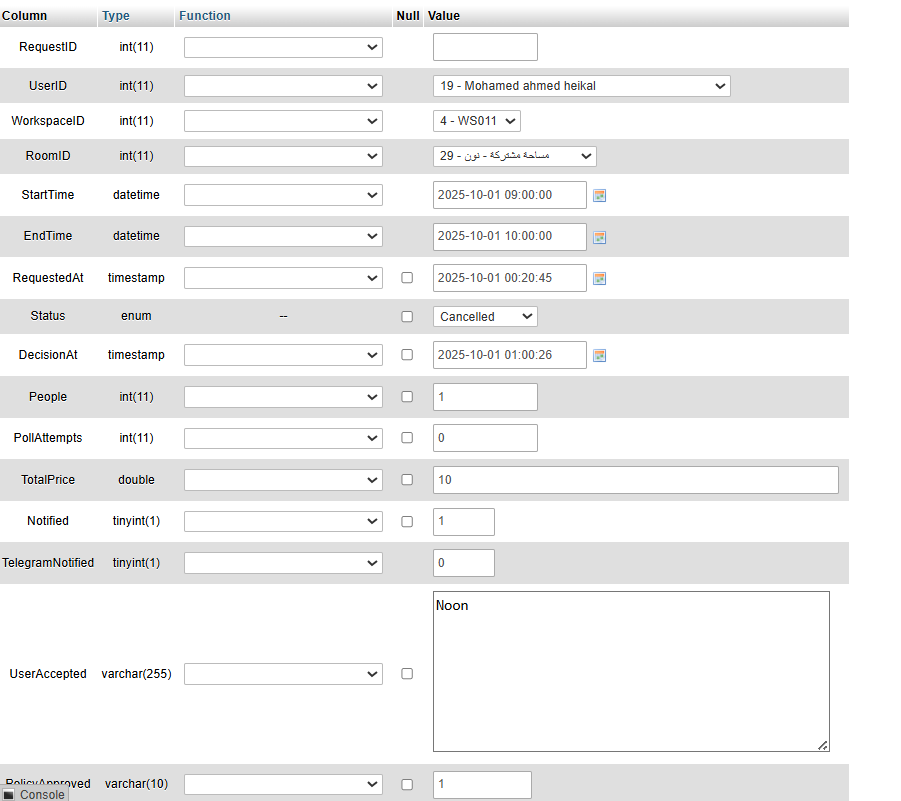 Column Type Function Null Value
RequestID int(11)
UserID int(11) 19 - Mohamed ahmed heikal
WorkspaceID int(11) 4 - WS011
RoomID int(11) 29 - مساحة مشتركة - نون
StartTime datetime 2025-10-01 09:00:00
EndTime datetime 2025-10-01 10:00:00
RequestedAt timestamp 2025-10-01 00:20:45
Status enum -- Cancelled
DecisionAt timestamp 2025-10-01 01:00:26
People int(11) 1
PollAttempts int(11) 0
TotalPrice double 10
Notified tinyint(1) 1
TelegramNotified tinyint(1) 0
UserAccepted varchar(255) Noon
PolicyApproved varchar(10) 1
Console